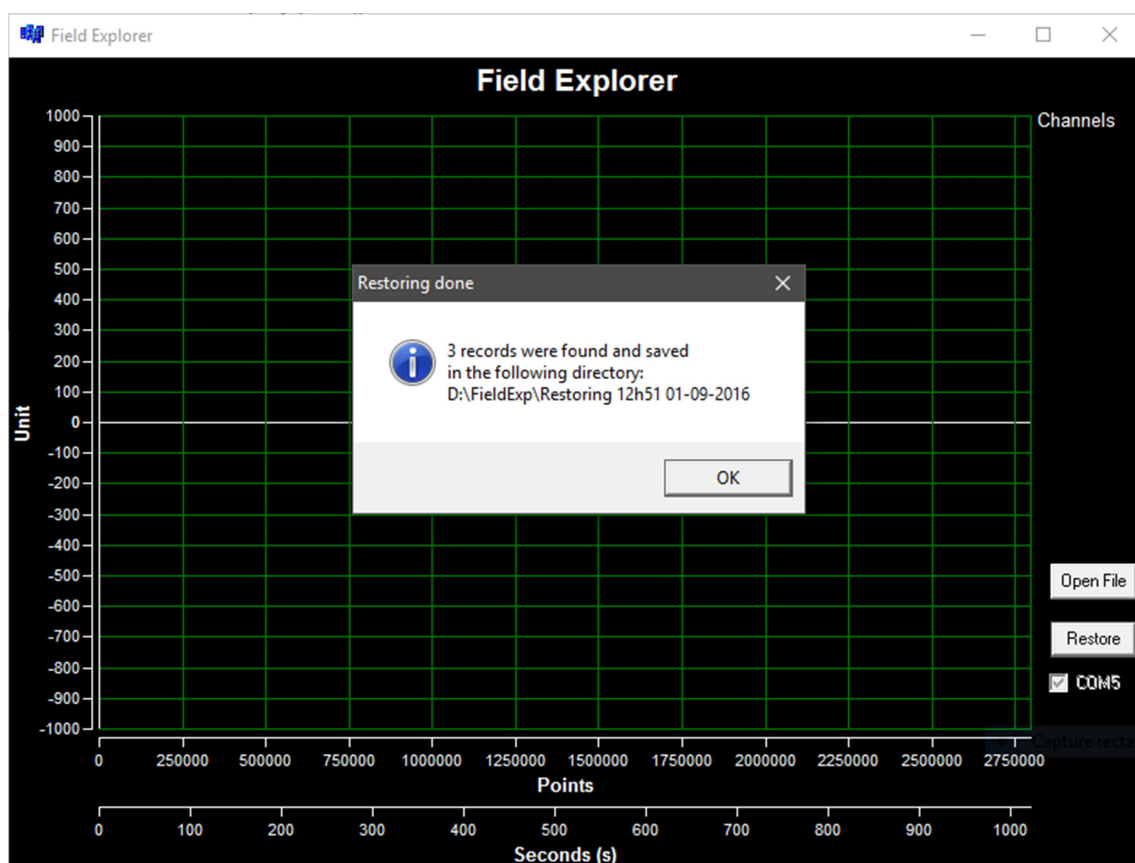 Field Explorer
Field Explorer
Channels
1000
900
800
700
600
500
400
300
200
100
0
-100
-200
-300
-400
-500
-600
-700
-800
-900
-1000
Unit
Restoring done
3 records were found and saved
in the following directory:
D:\FieldExp\Restoring 12h51 01-09-2016
OK
Open File
Restore
COM5
Capture recta
0 250000 500000 750000 1000000 1250000 1500000 1750000 2000000 2250000 2500000 2750000
Points
0 100 200 300 400 500 600 700 800 900 1000
Seconds (s)